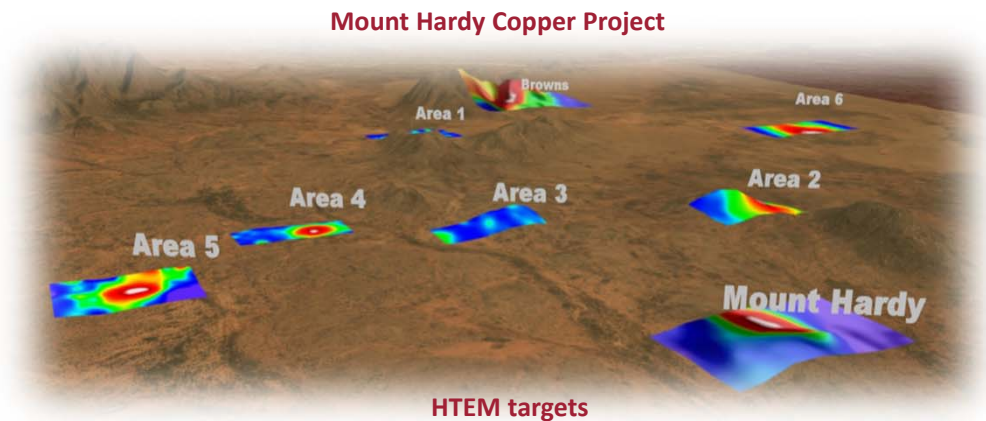 Mount Hardy Copper Project
Browns
Area 1
Area 6
Area 4
Area 3
Area 2
Area 5
Mount Hardy
HTEM targets